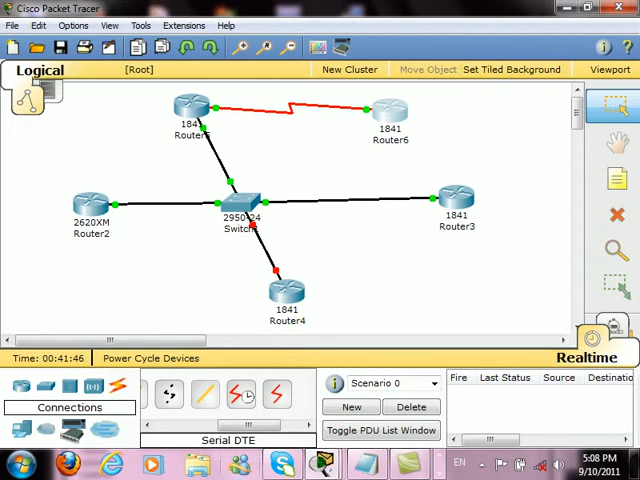 Cisco Packet Tracer
File Edit Options View Tools Extensions Help
Logical [Root] New Cluster Move Object Set Tiled Background Viewport
1841
1841
Router6
2620XM
Router2
2950-24
Switch
1841
Router3
1841
Router4
Time: 00:41:46 Power Cycle Devices Realtime
Connections
Serial DTE
Scenario 0
New Delete
Toggle PDU List Window
Fire Last Status Source Destinatio
EN
5:08 PM
9/10/2011